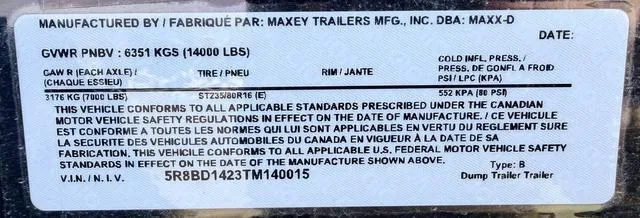 MANUFACTURED BY / FABRIQUÉ PAR: MAXEY TRAILERS MFG., INC. DBA: MAXX-D
DATE:
GVWR PNBV : 6351 KGS (14000 LBS)
GAW R (EACH AXLE) / (CHAQUE ESSIEU) TIRE / PNEU RIM / JANTE COLD INFL. PRESS. / PRESS. DE GONFL A FROID PSI / LPC (KPA)
3176 KG (7000 LBS) ST235/80R16 (E) 552 KPA (80 PSI)
THIS VEHICLE CONFORMS TO ALL APPLICABLE STANDARDS PRESCRIBED UNDER THE CANADIAN
MOTOR VEHICLE SAFETY REGULATIONS IN EFFECT ON THE DATE OF MANUFACTURE. / CE VEHICULE
EST CONFORME A TOUTES LES NORMES QUI LUI SONT APPLICABLES EN VERTU DU REGLEMENT SURE
LA SECURITE DES VEHICULES AUTOMOBILES DU CANADA EN VIGUEUR À LA DATE DE SA
FABRICATION. THIS VEHICLE CONFORMS TO ALL APPLICABLE U.S. FEDERAL MOTOR VEHICLE SAFETY
STANDARDS IN EFFECT ON THE DATE OF THE MANUFACTURE SHOWN ABOVE.
Type: B
V.I.N. / N. I. V. 5R8BD1423TM140015 Dump Trailer Trailer